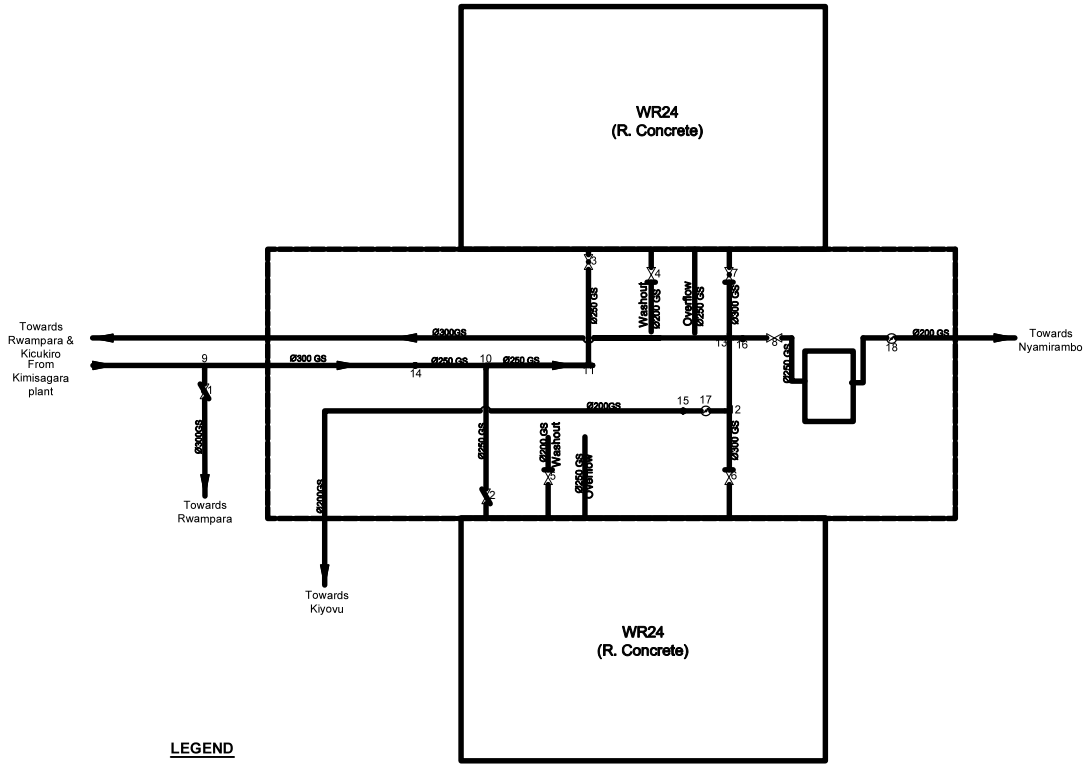 WR24
(R. Concrete)
3
4
7
Washout
Ø200 GS
Overflow
Ø250 GS
Ø250 GS
Ø300 GS
Towards
Rwampara &
Kicukiro
Ø300GS
13
16
8
18
Ø200 GS
Towards
Nyamirambo
From
Kimisagara
plant
9
Ø300 GS
14
Ø250 GS
10
Ø250 GS
11
Ø250 GS
1
Ø300GS
Towards
Rwampara
Ø200GS
15
17
12
Ø250 GS
Ø200 GS
Washout
Ø250 GS
Overflow
Ø300 GS
2
5
6
Ø200GS
Towards
Kiyovu
WR24
(R. Concrete)
LEGEND